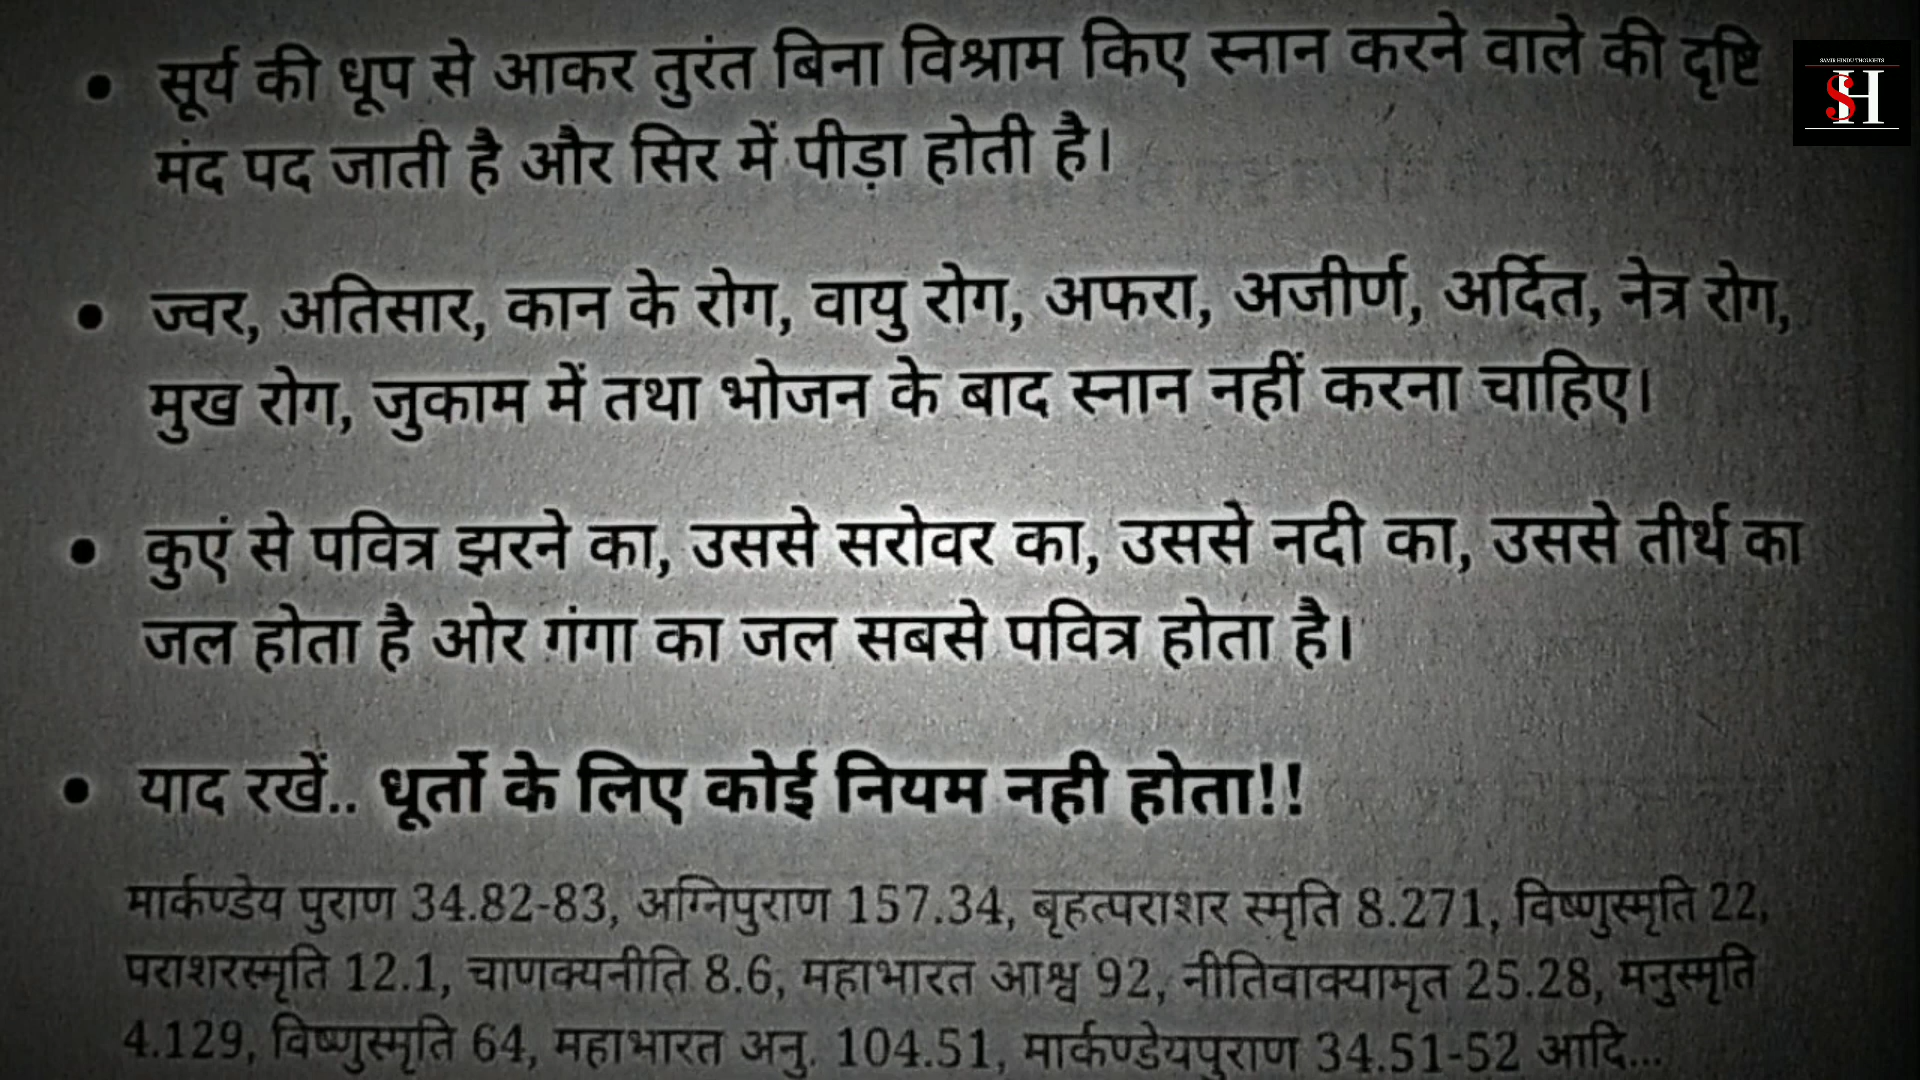 SAMIR HINDU THOUGHTS
SH
• सूर्य की धूप से आकर तुरंत बिना विश्राम किए स्नान करने वाले की दृष्टि
मंद पद जाती है और सिर में पीड़ा होती है।
• ज्वर, अतिसार, कान के रोग, वायु रोग, अफरा, अजीर्ण, अर्दित, नेत्र रोग,
मुख रोग, जुकाम में तथा भोजन के बाद स्नान नहीं करना चाहिए।
• कुएं से पवित्र झरने का, उससे सरोवर का, उससे नदी का, उससे तीर्थ का
जल होता है ओर गंगा का जल सबसे पवित्र होता है।
• याद रखें.. धूर्तो के लिए कोई नियम नही होता!!
मार्कण्डेय पुराण 34.82-83, अग्निपुराण 157.34, बृहत्पराशर स्मृति 8.271, विष्णुस्मृति 22,
पराशरस्मृति 12.1, चाणक्यनीति 8.6, महाभारत आश्व 92, नीतिवाक्यामृत 25.28, मनुस्मृति
4.129, विष्णुस्मृति 64, महाभारत अनु. 104.51, मार्कण्डेयपुराण 34.51-52 आदि...